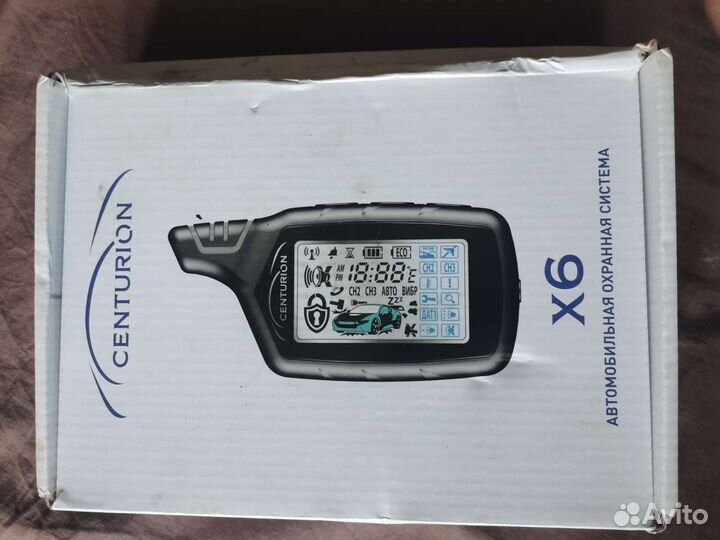 CENTURION
CENTURION
ECO
AM
PM
18:88°C
CH2 CH3 АВТО ВИБР
zzz
CH2 CH3
ДАТ1
X6
АВТОМОБИЛЬНАЯ ОХРАННАЯ СИСТЕМА
Avito